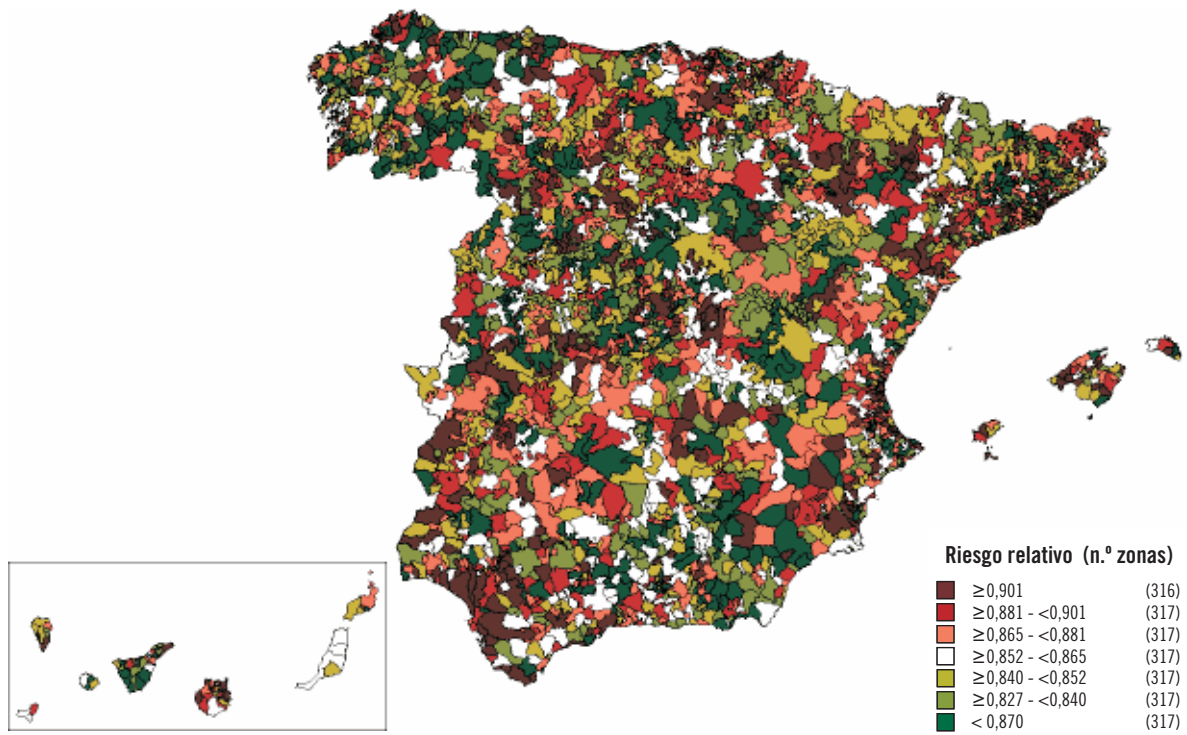 Riesgo relativo (n.º zonas)
≥0,901 (316)
≥0,881 - <0,901 (317)
≥0,865 - <0,881 (317)
≥0,852 - <0,865 (317)
≥0,840 - <0,852 (317)
≥0,827 - <0,840 (317)
< 0,870 (317)